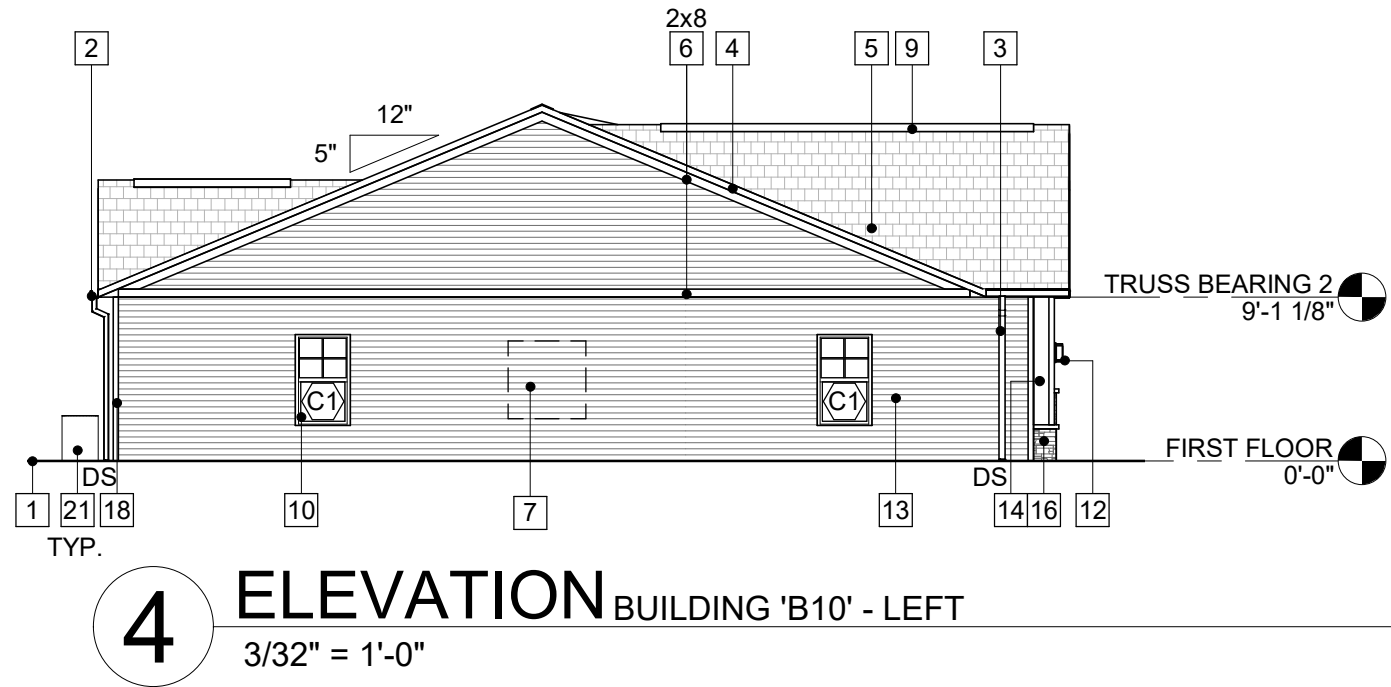 2x8
2 6 4 5 9 3
12"
5"
TRUSS BEARING 2
9'-1 1/8"
C1 C1
FIRST FLOOR
0'-0"
DS DS
1 21 18 10 7 13 14 16 12
TYP.
4 ELEVATION BUILDING 'B10' - LEFT
3/32" = 1'-0"